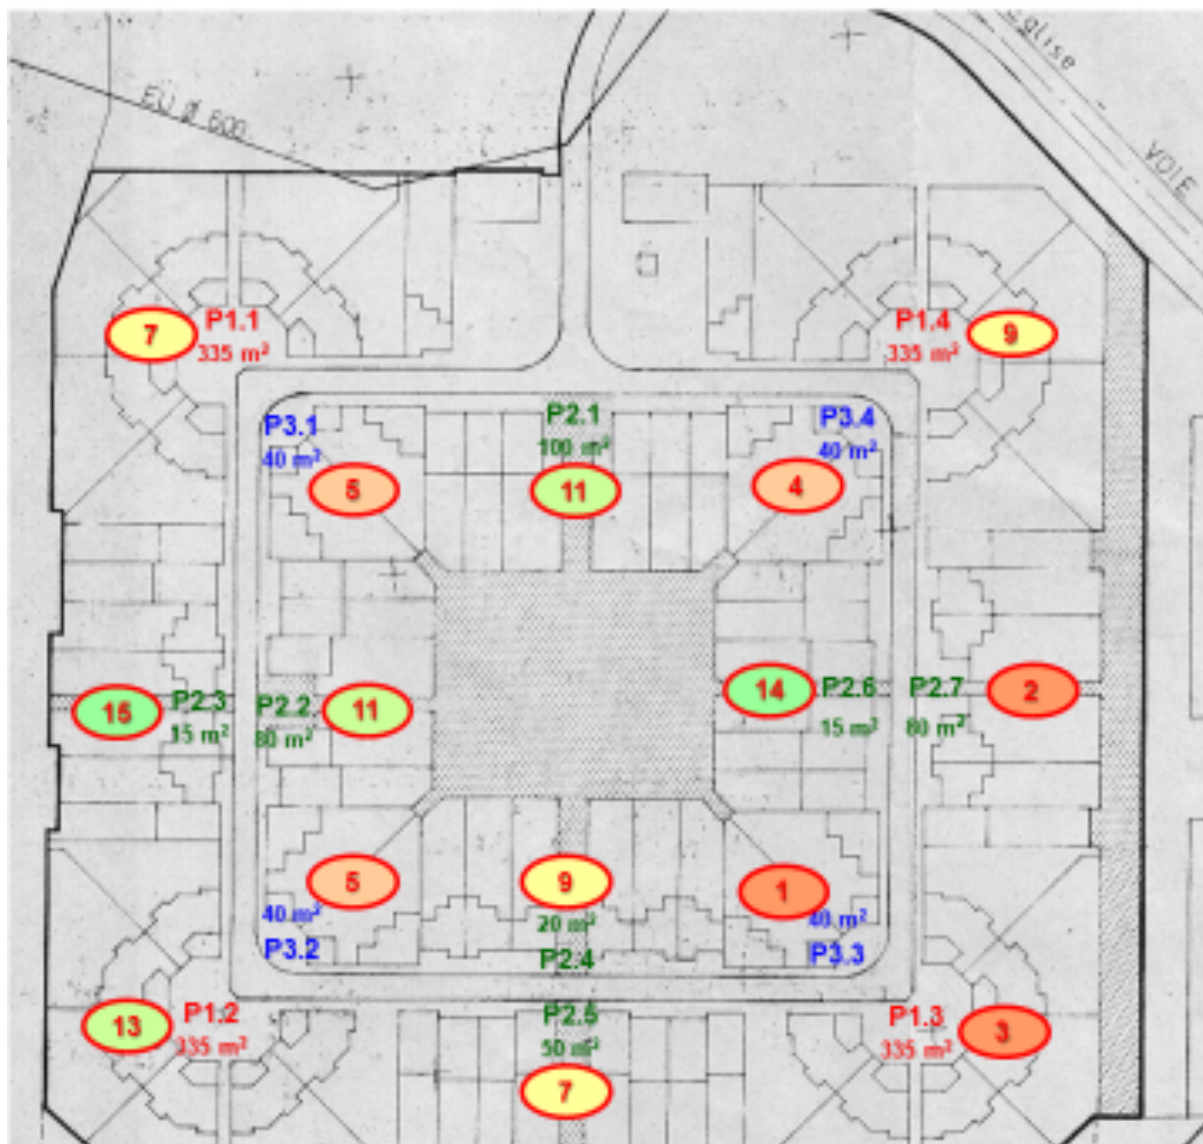 Eglise
EU Ø 600
VOIE
7
P1.1
335 m²
P1.4
335 m²
9
P3.1
40 m²
P2.1
100 m²
P3.4
40 m²
5
11
4
15
P2.3
15 m²
P2.2
80 m²
11
14
P2.6
15 m²
P2.7
80 m²
2
5
40 m²
P3.2
9
20 m²
P2.4
1
40 m²
P3.3
13
P1.2
335 m²
P2.5
50 m²
7
P1.3
335 m²
3